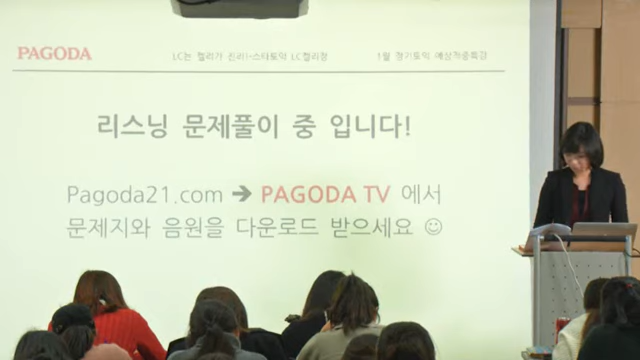 PAGODA
LC는 켈리가 진리!-스타토익 LC켈리장
1월 정기토익 예상적중특강
리스닝 문제풀이 중 입니다!
Pagoda21.com → PAGODA TV 에서
문제지와 음원을 다운로드 받으세요 ☺